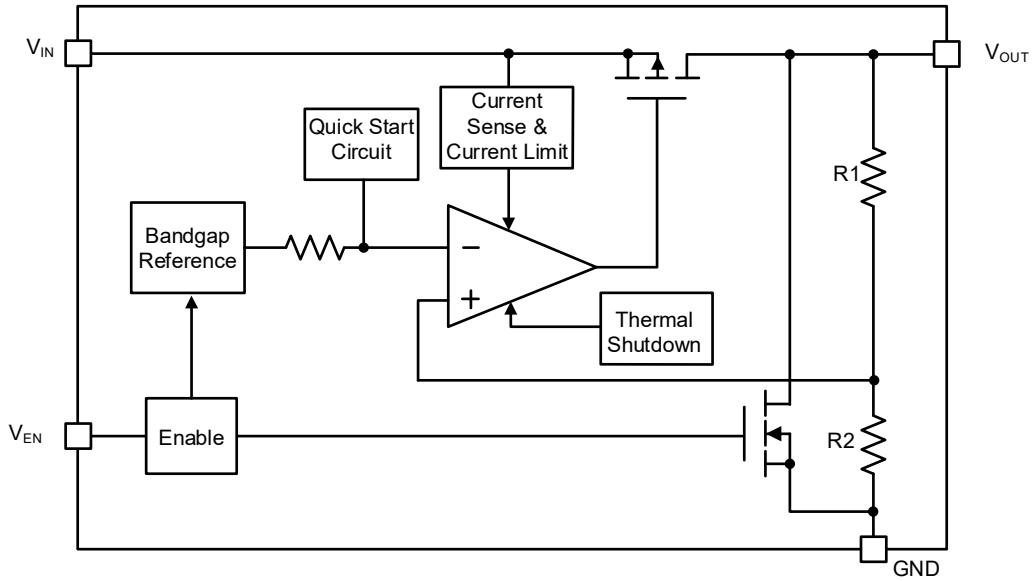 VIN
VOUT
Current
Sense &
Current Limit
Quick Start
Circuit
R1
Bandgap
Reference
−
+
Thermal
Shutdown
VEN
Enable
R2
GND